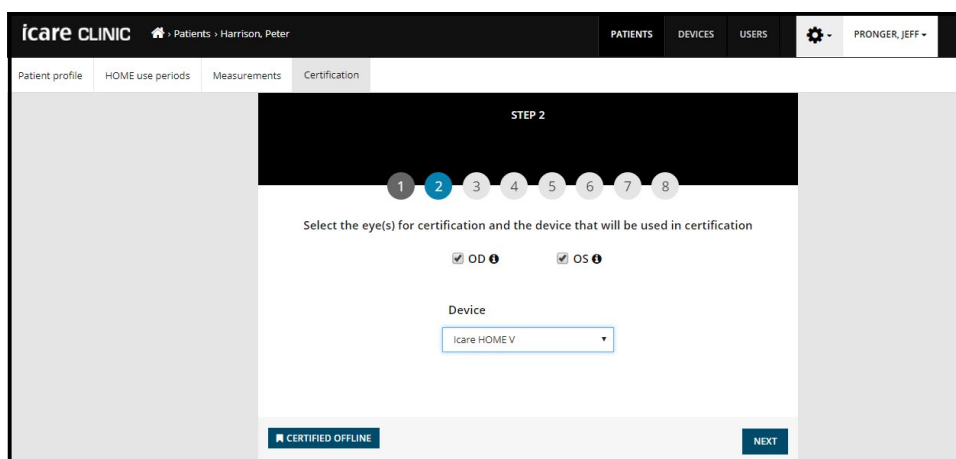 icare CLINIC › Patients › Harrison, Peter PATIENTS DEVICES USERS PRONGER, JEFF
Patient profile HOME use periods Measurements Certification
STEP 2
1 2 3 4 5 6 7 8
Select the eye(s) for certification and the device that will be used in certification
OD OS
Device
Icare HOME V
CERTIFIED OFFLINE NEXT